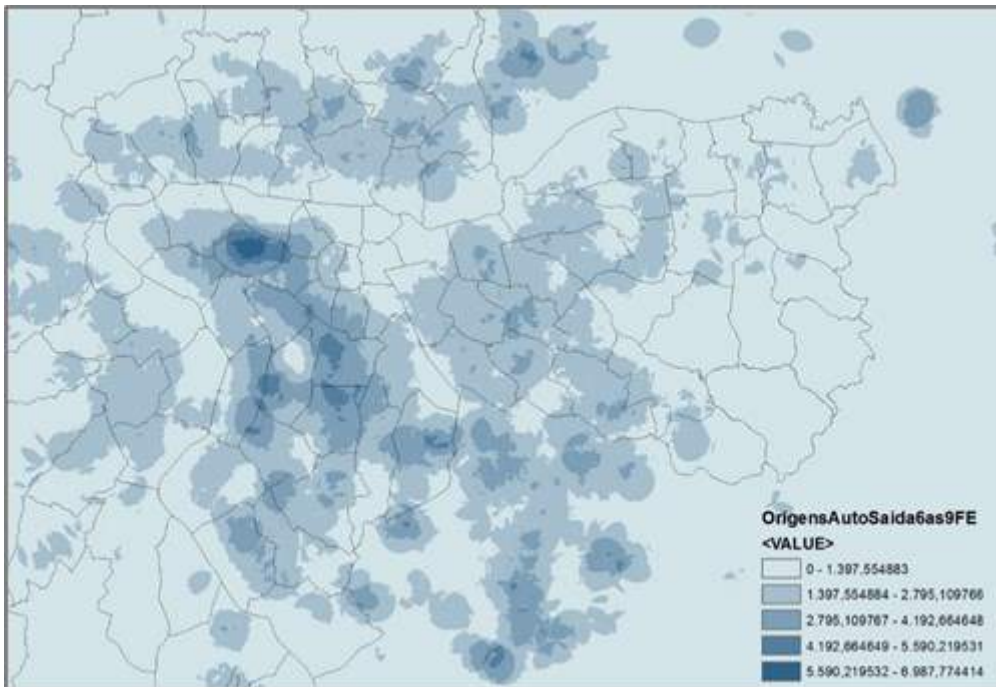 OrigensAutoSaida6as9FE
<VALUE>
0 - 1.397,554883
1.397,554884 - 2.795,109766
2.795,109767 - 4.192,664648
4.192,664649 - 5.590,219531
5.590,219532 - 6.987,774414